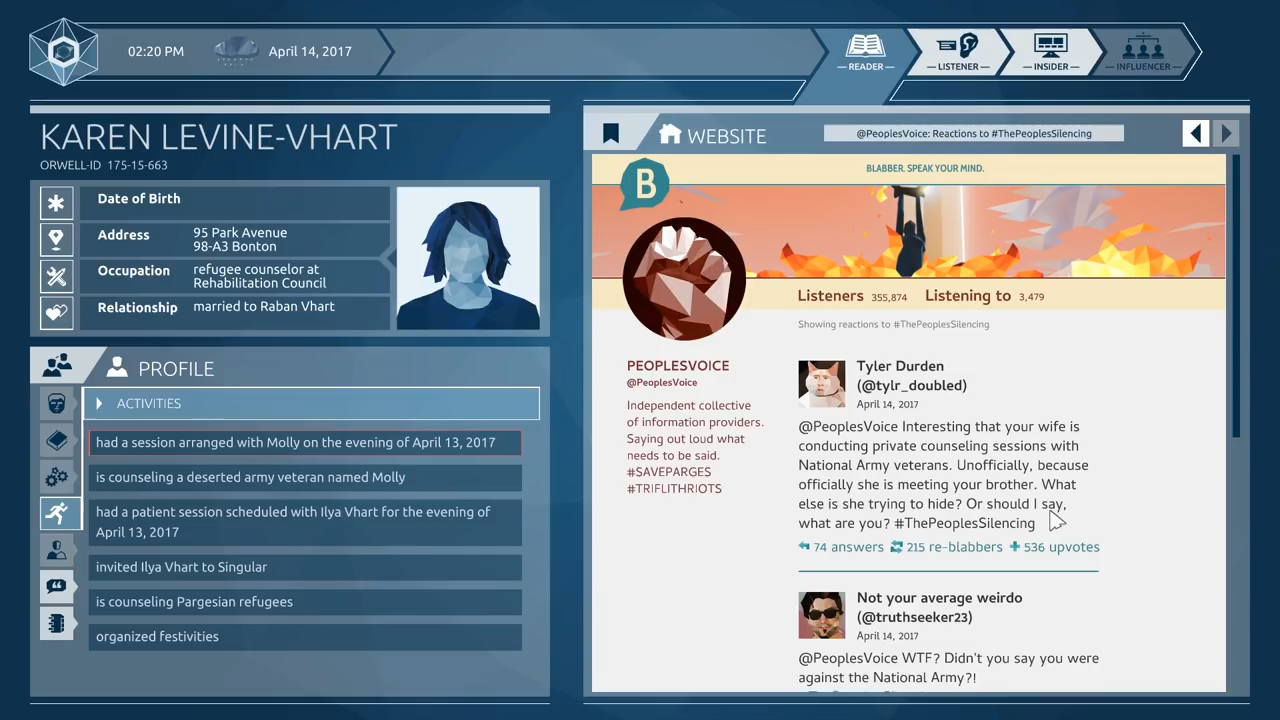 02:20 PM
April 14, 2017
— READER —
— LISTENER —
— INSIDER —
— INFLUENCER —
KAREN LEVINE-VHART
ORWELL-ID 175-15-663
Date of Birth
Address
95 Park Avenue
98-A3 Bonton
Occupation
refugee counselor at
Rehabilitation Council
Relationship
married to Raban Vhart
PROFILE
ACTIVITIES
had a session arranged with Molly on the evening of April 13, 2017
is counseling a deserted army veteran named Molly
had a patient session scheduled with Ilya Vhart for the evening of
April 13, 2017
invited Ilya Vhart to Singular
is counseling Pargesian refugees
organized festivities
WEBSITE
@PeoplesVoice: Reactions to #ThePeoplesSilencing
B
BLABBER. SPEAK YOUR MIND.
Listeners 355,874 Listening to 3,479
Showing reactions to #ThePeoplesSilencing
PEOPLESVOICE
@PeoplesVoice
Independent collective
of information providers.
Saying out loud what
needs to be said.
#SAVEPARGES
#TRIFLITHRIOTS
Tyler Durden
(@tylr_doubled)
April 14, 2017
@PeoplesVoice Interesting that your wife is
conducting private counseling sessions with
National Army veterans. Unofficially, because
officially she is meeting your brother. What
else is she trying to hide? Or should I say,
what are you? #ThePeoplesSilencing
74 answers 215 re-blabbers 536 upvotes
Not your average weirdo
(@truthseeker23)
April 14, 2017
@PeoplesVoice WTF? Didn't you say you were
against the National Army?!